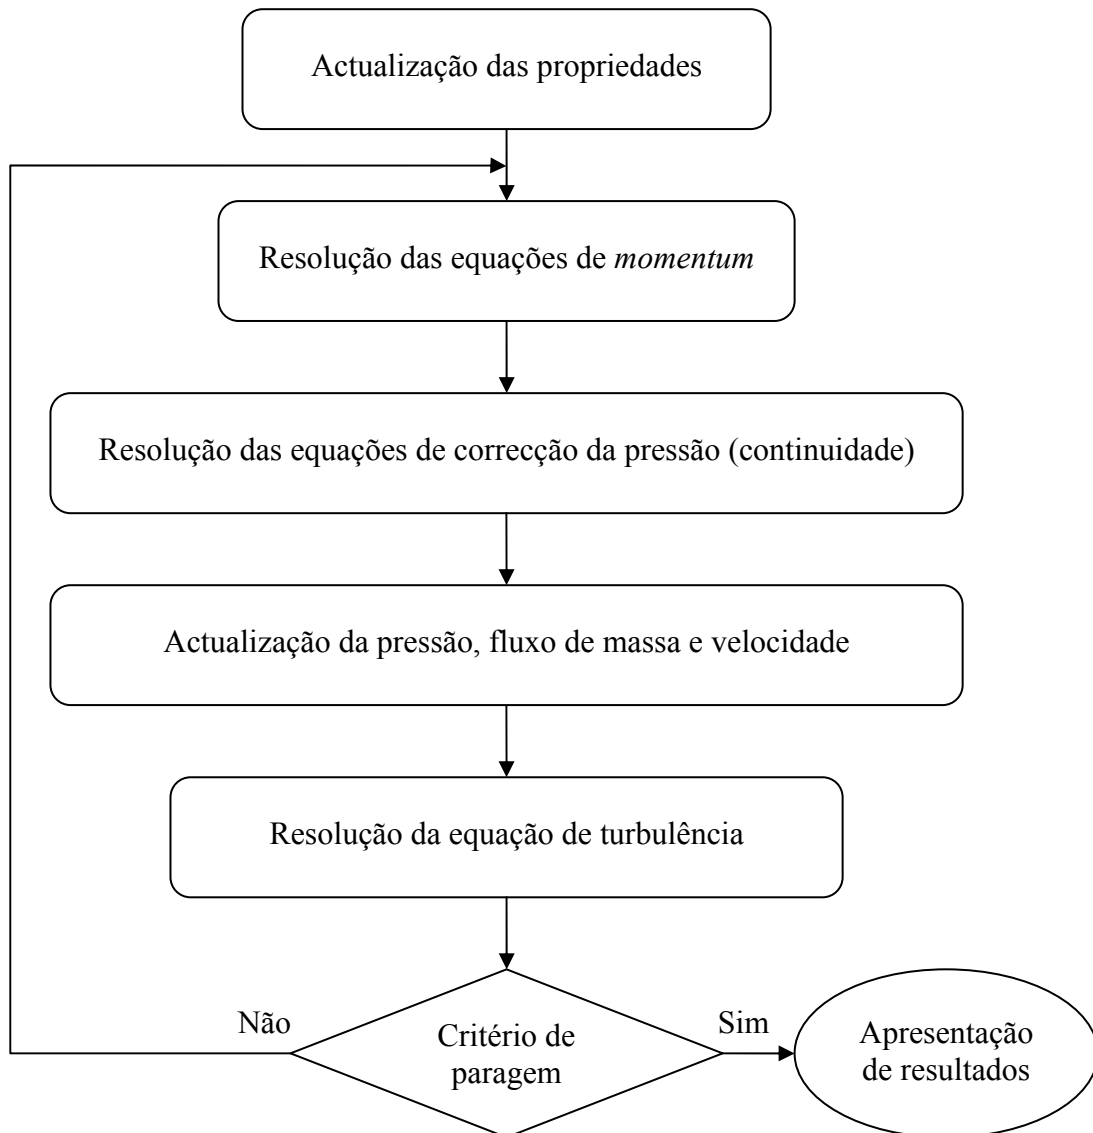 Actualização das propriedades
Resolução das equações de momentum
Resolução das equações de correcção da pressão (continuidade)
Actualização da pressão, fluxo de massa e velocidade
Resolução da equação de turbulência
Não
Critério de
paragem
Sim
Apresentação
de resultados